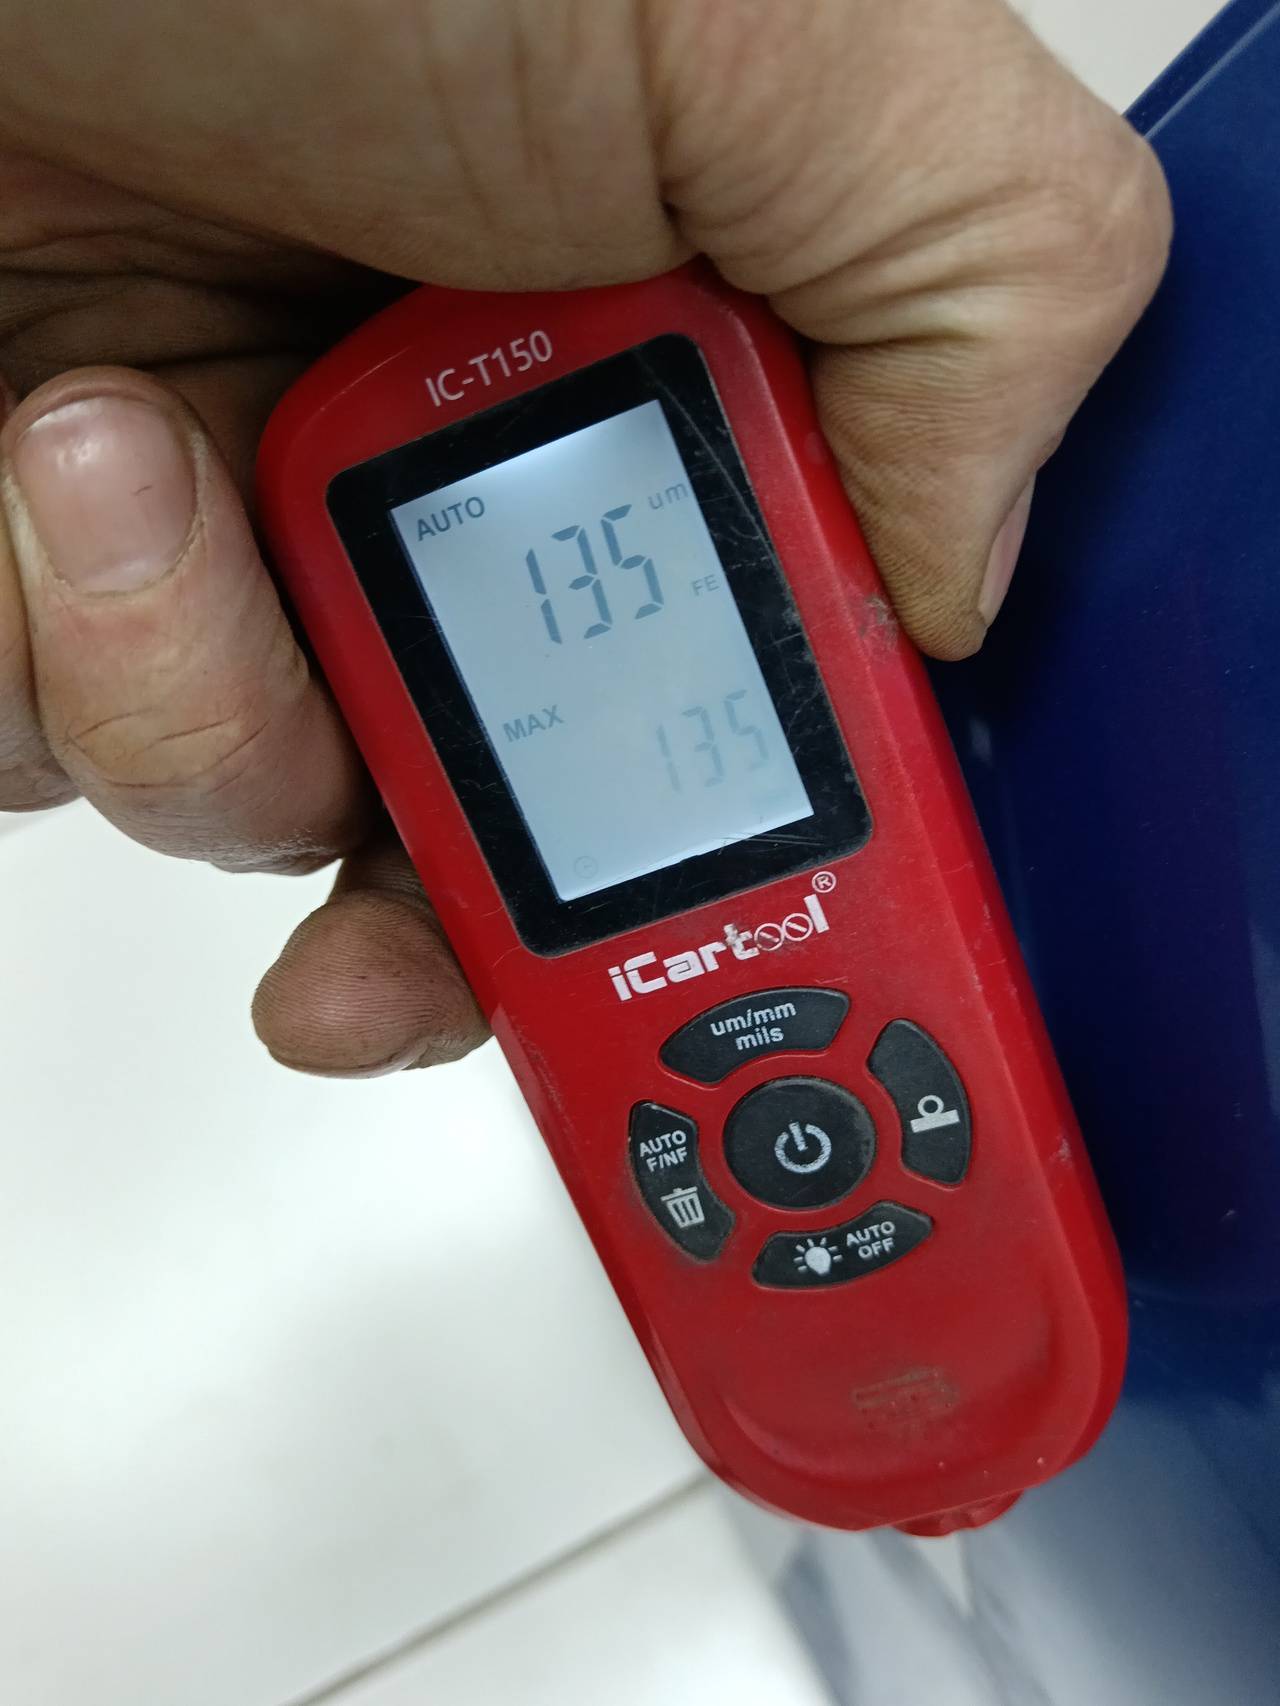 IC-T150
AUTO
um
135
FE
MAX
135
iCartool®
um/mm
mils
AUTO
F/NF
AUTO
OFF